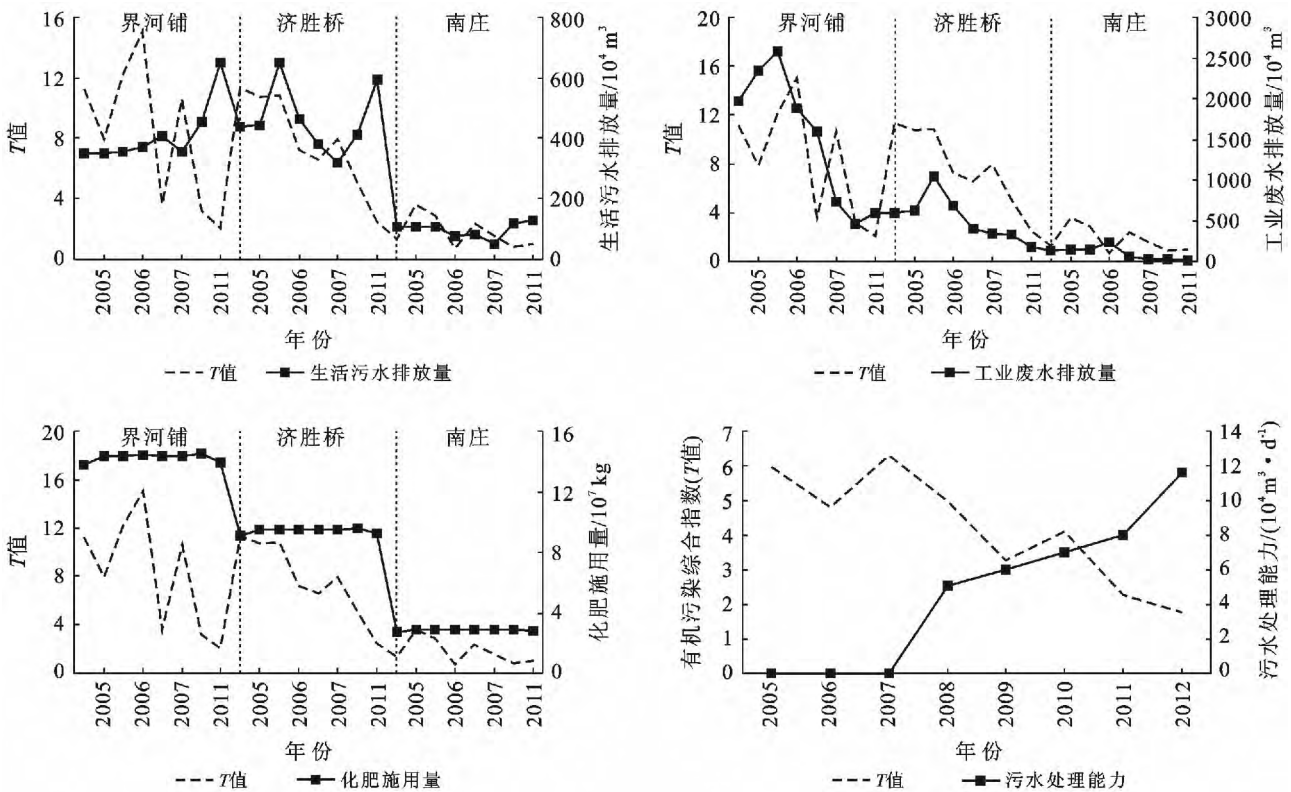 界河铺 济胜桥 南庄
16
12
8
4
0
T值
800
600
400
200
0
生活污水排放量/10⁴ m³
2005 2006 2007 2011 2005 2006 2007 2011 2005 2006 2007 2011
年份
T值 生活污水排放量
界河铺 济胜桥 南庄
20
16
12
8
4
0
T值
3000
2500
2000
1500
1000
500
0
工业废水排放量/10⁴ m³
2005 2006 2007 2011 2005 2006 2007 2011 2005 2006 2007 2011
年份
T值 工业废水排放量
界河铺 济胜桥 南庄
20
16
12
8
4
0
T值
16
12
8
4
0
化肥施用量/10⁷ kg
2005 2006 2007 2011 2005 2006 2007 2011 2005 2006 2007 2011
年份
T值 化肥施用量
7
6
5
4
3
2
1
0
有机污染综合指数(T值)
14
12
10
8
6
4
2
0
污水处理能力/(10⁴ m³·d⁻¹)
2005 2006 2007 2008 2009 2010 2011 2012
年份
T值 污水处理能力